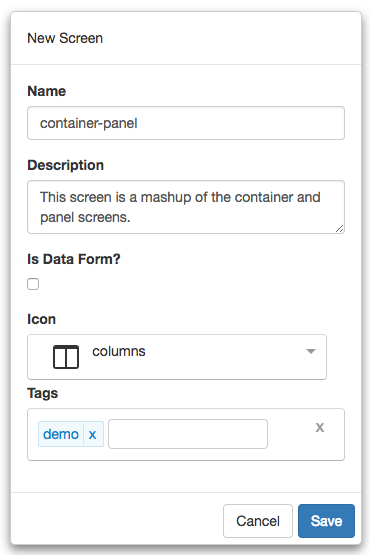 New Screen
Name
container-panel
Description
This screen is a mashup of the container and
panel screens.
Is Data Form?
Icon
columns
Tags
demo x
x
Cancel Save